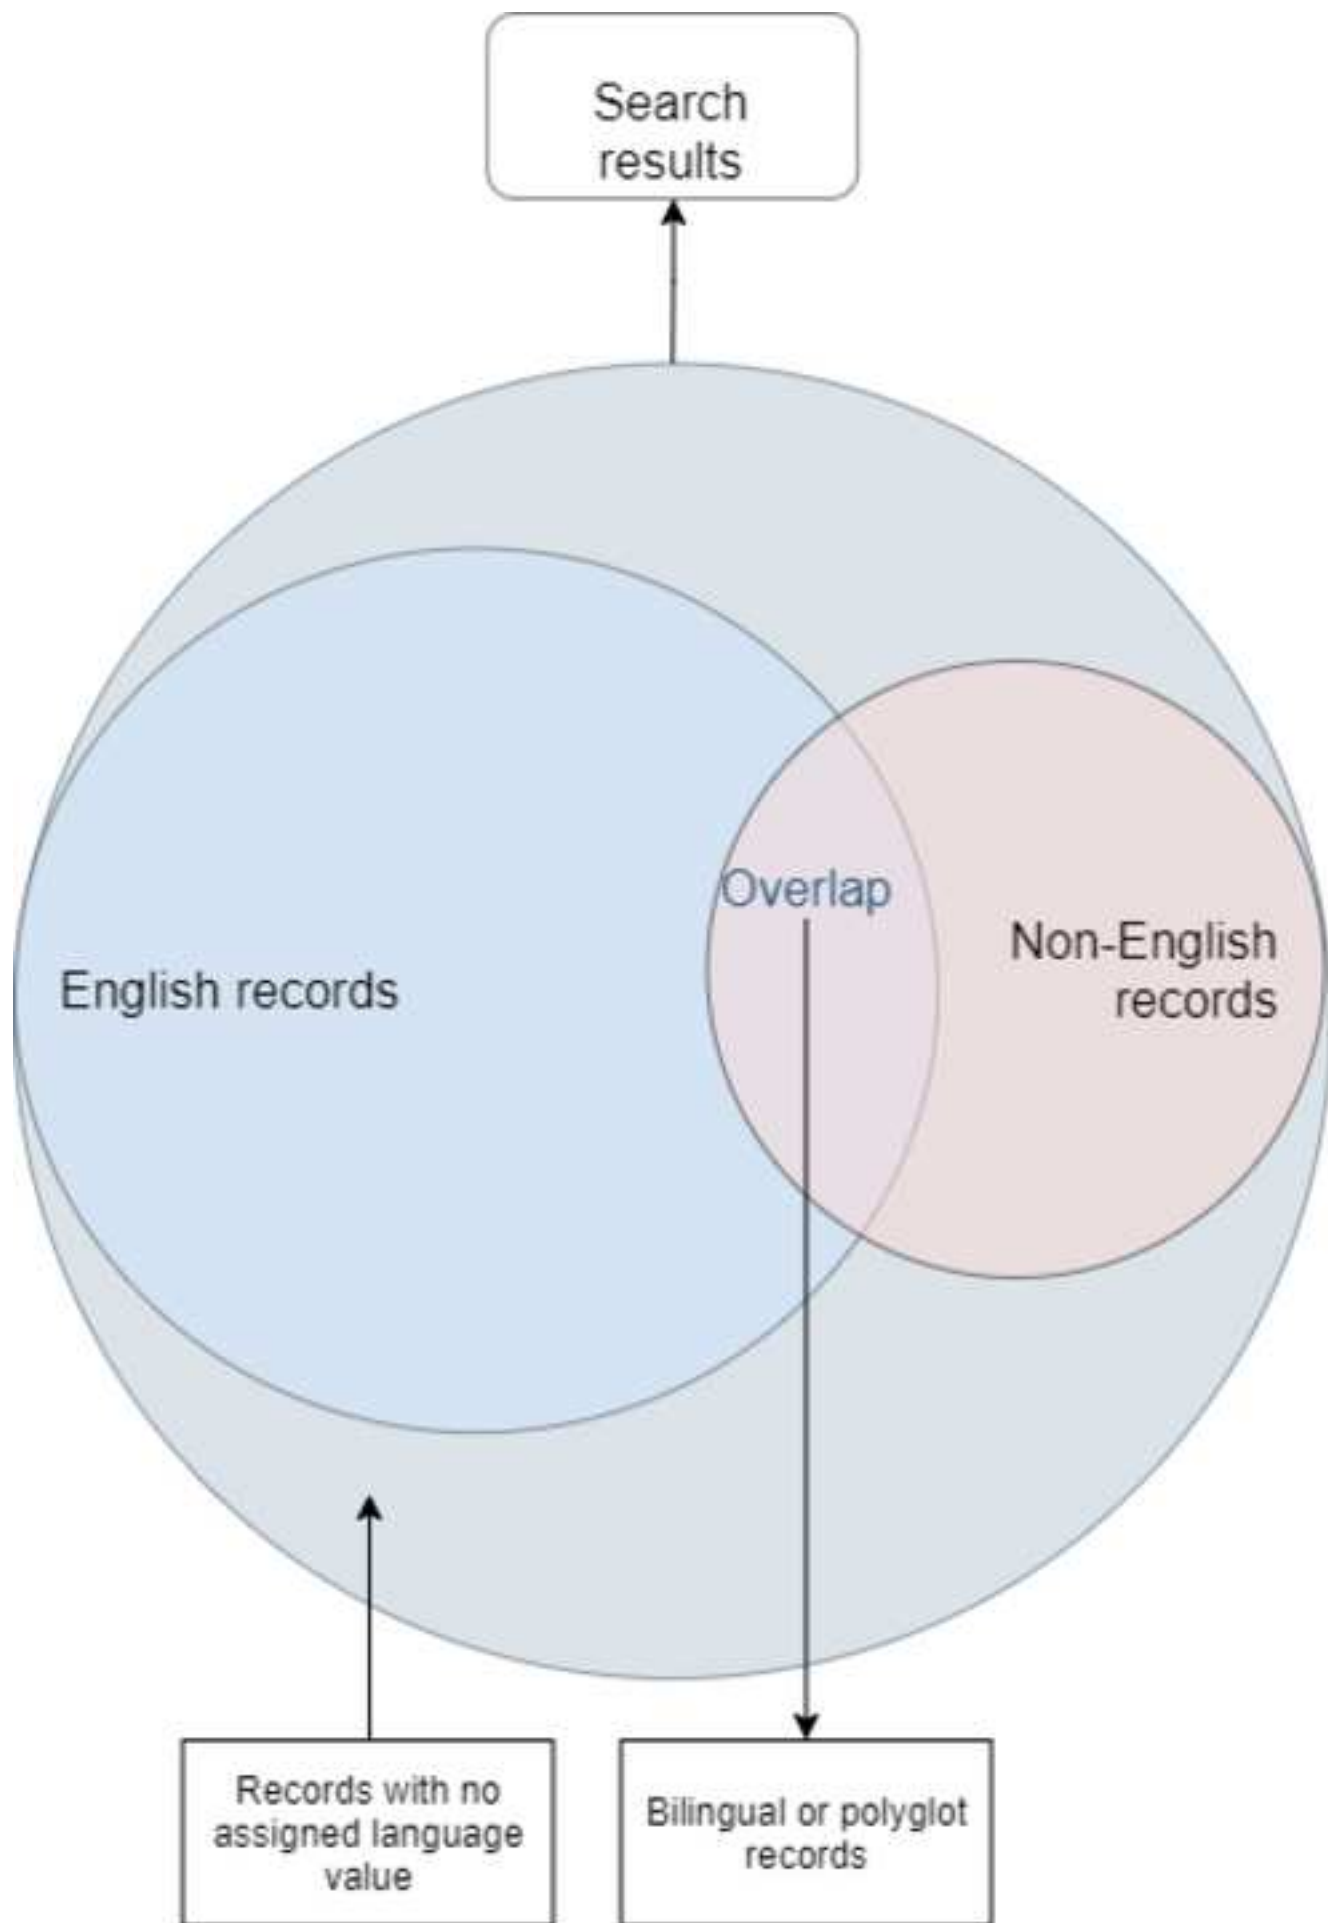 Search
results
Overlap
Non-English
records
English records
Records with no
assigned language
value
Bilingual or polyglot
records